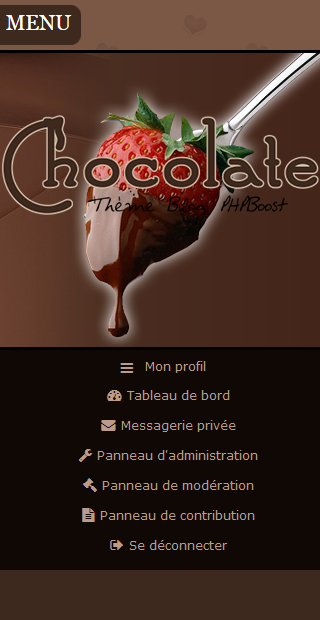 MENU
Chocolate
Thème Blog PHPBoost
Mon profil
Tableau de bord
Messagerie privée
Panneau d'administration
Panneau de modération
Panneau de contribution
Se déconnecter